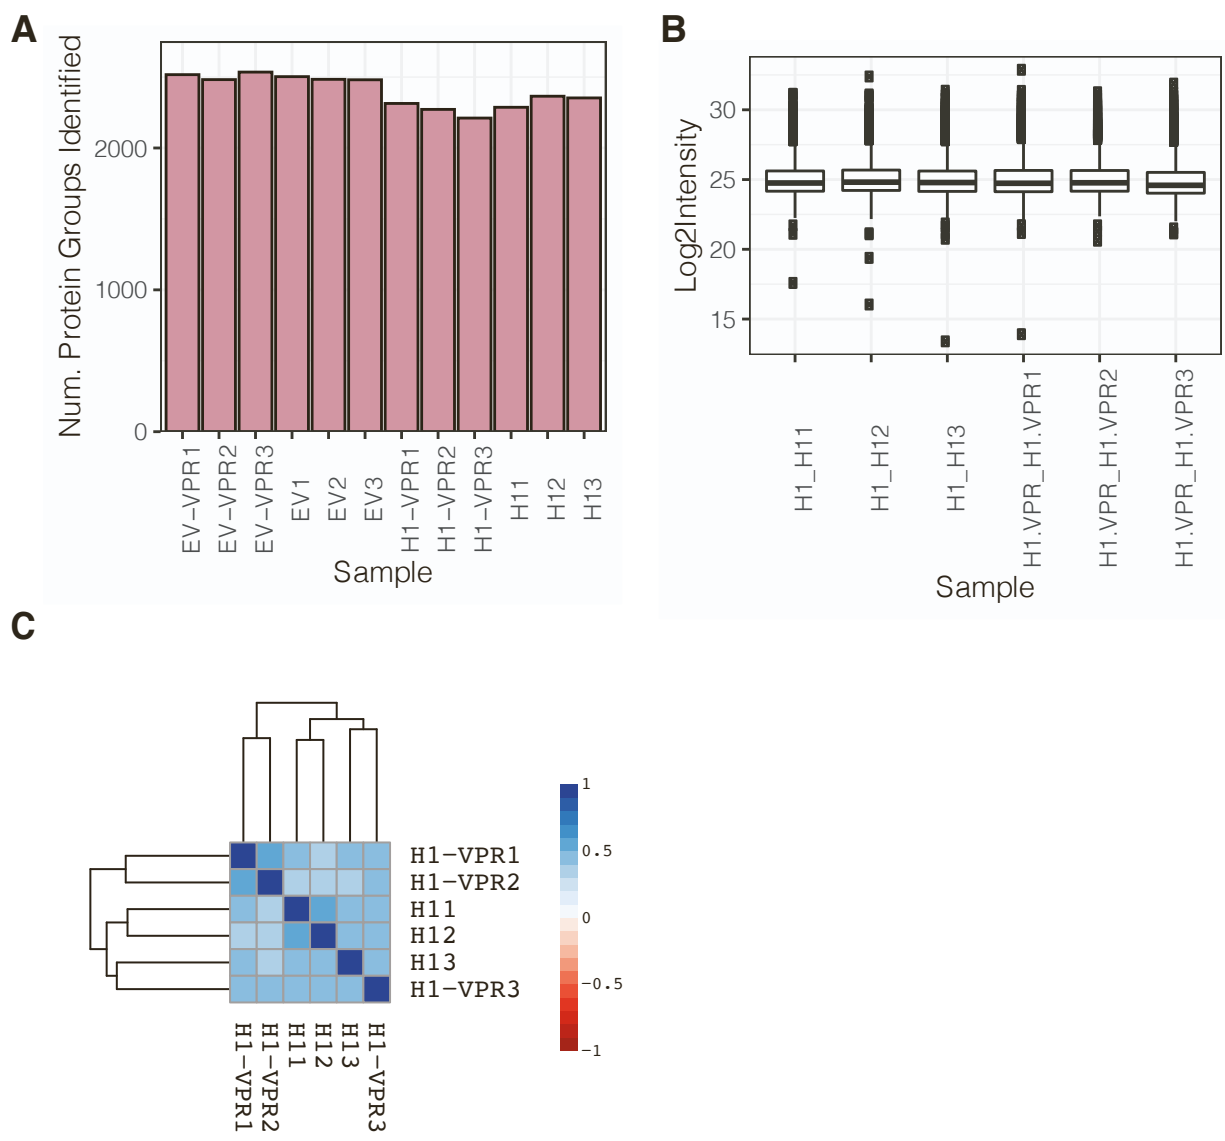 A
Num. Protein Groups Identified
2000
1000
0
EV-VPR1
EV-VPR2
EV-VPR3
EV1
EV2
EV3
H1-VPR1
H1-VPR2
H1-VPR3
H11
H12
H13
Sample
B
Log2Intensity
30
25
20
15
H1_H11
H1_H12
H1_H13
H1.VPR_H1.VPR1
H1.VPR_H1.VPR2
H1.VPR_H1.VPR3
Sample
C
H1-VPR1
H1-VPR2
H11
H12
H13
H1-VPR3
H1-VPR1
H1-VPR2
H11
H12
H13
H1-VPR3
1
0.5
0
-0.5
-1